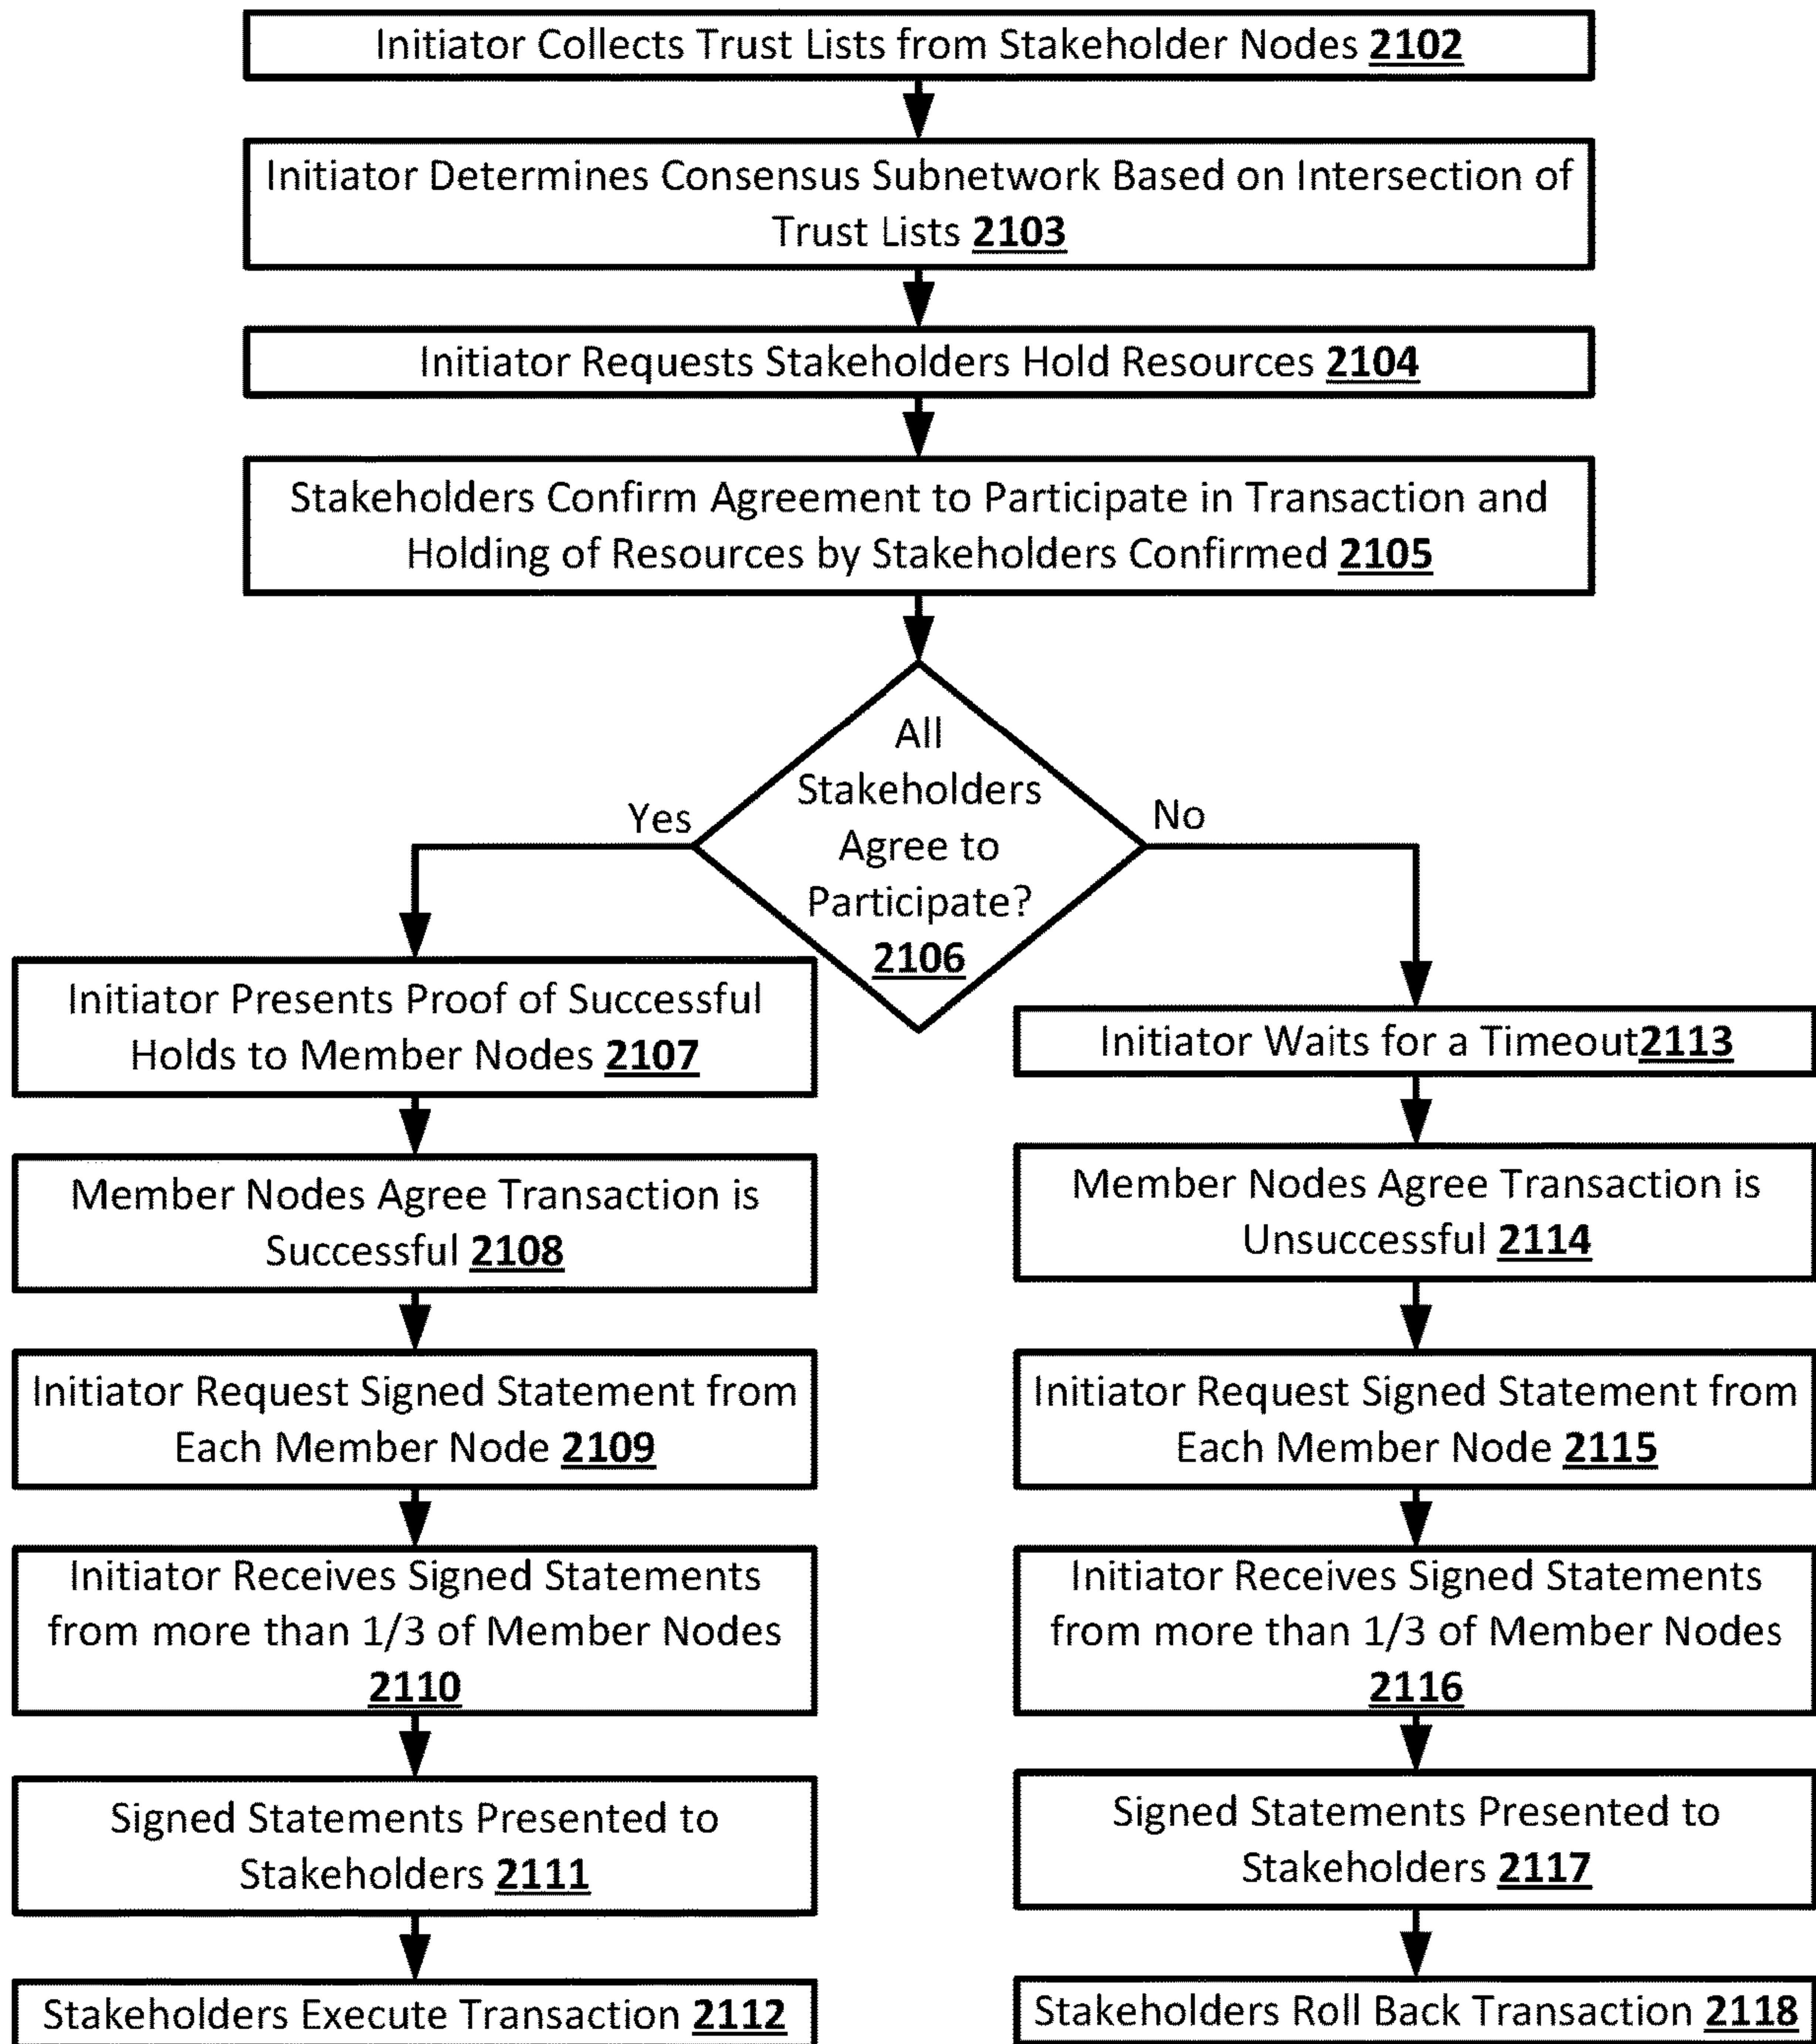 Initiator Collects Trust Lists from Stakeholder Nodes 2102
Initiator Determines Consensus Subnetwork Based on Intersection of
Trust Lists 2103
Initiator Requests Stakeholders Hold Resources 2104
Stakeholders Confirm Agreement to Participate in Transaction and
Holding of Resources by Stakeholders Confirmed 2105
All
Stakeholders
Agree to
Participate?
2106
Yes
No
Initiator Presents Proof of Successful
Holds to Member Nodes 2107
Member Nodes Agree Transaction is
Successful 2108
Initiator Request Signed Statement from
Each Member Node 2109
Initiator Receives Signed Statements
from more than 1/3 of Member Nodes
2110
Signed Statements Presented to
Stakeholders 2111
Stakeholders Execute Transaction 2112
Initiator Waits for a Timeout2113
Member Nodes Agree Transaction is
Unsuccessful 2114
Initiator Request Signed Statement from
Each Member Node 2115
Initiator Receives Signed Statements
from more than 1/3 of Member Nodes
2116
Signed Statements Presented to
Stakeholders 2117
Stakeholders Roll Back Transaction 2118